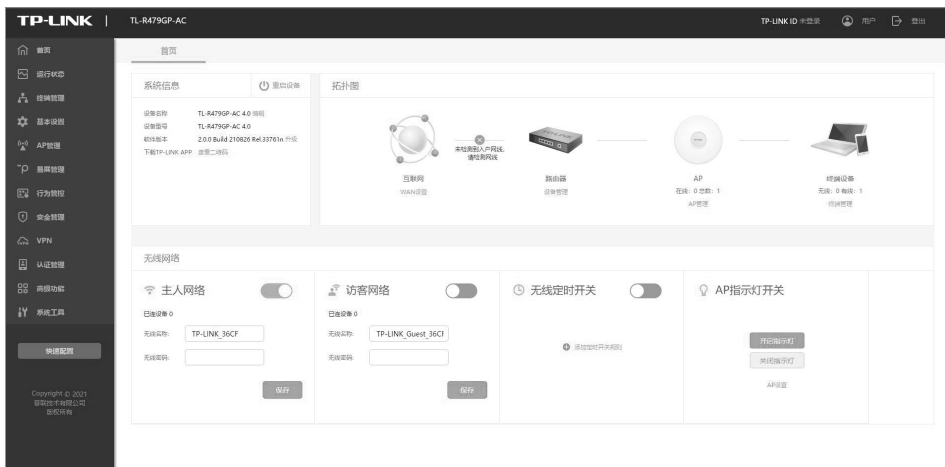 TP-LINK | TL-R479GP-AC
TP-LINK ID 未登录 用户 登出
首页
运行状态
终端管理
基本设置
AP管理
易展管理
行为管控
安全管理
VPN
认证管理
高级功能
系统工具
快速配置
Copyright © 2021
普联技术有限公司
版权所有
首页
系统信息 重启设备
设备名称 TL-R479GP-AC 4.0 编辑
设备型号 TL-R479GP-AC 4.0
软件版本 2.0.0 Build 210826 Rel.33761n 升级
下载TP-LINK APP 查看二维码
拓扑图
未检测到入户网线,
请检测网线
互联网
WAN设置
路由器
设备管理
AP
在线:0 总数:1
AP管理
终端设备
无线:0 有线:1
终端管理
无线网络
主人网络
已连设备 0
无线名称: TP-LINK_36CF
无线密码:
保存
访客网络
已连设备 0
无线名称: TP-LINK_Guest_36CF
无线密码:
保存
无线定时开关
添加定时开关规则
AP指示灯开关
开启指示灯
关闭指示灯
AP设置